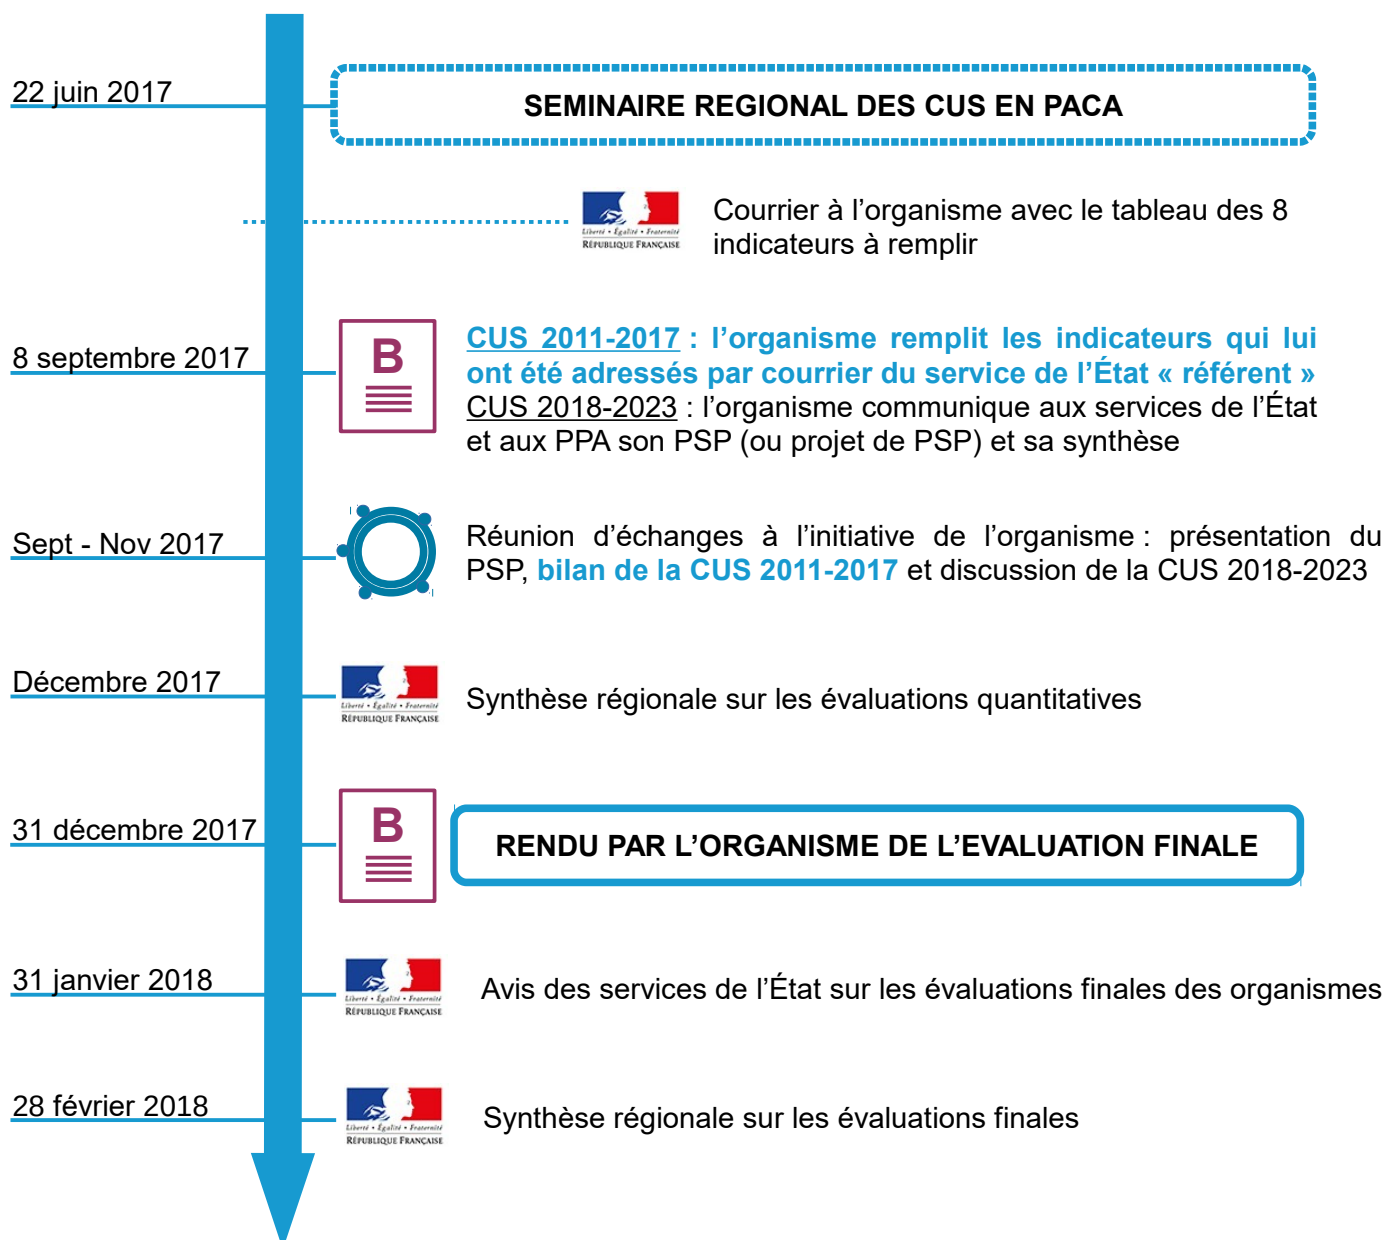 22 juin 2017
SEMINAIRE REGIONAL DES CUS EN PACA
Liberté • Égalité • Fraternité
RÉPUBLIQUE FRANÇAISE
Courrier à l’organisme avec le tableau des 8
indicateurs à remplir
8 septembre 2017
B
CUS 2011-2017 : l’organisme remplit les indicateurs qui lui
ont été adressés par courrier du service de l’État « référent »
CUS 2018-2023 : l’organisme communique aux services de l’État
et aux PPA son PSP (ou projet de PSP) et sa synthèse
Sept - Nov 2017
Réunion d’échanges à l’initiative de l’organisme : présentation du
PSP, bilan de la CUS 2011-2017 et discussion de la CUS 2018-2023
Décembre 2017
Liberté • Égalité • Fraternité
RÉPUBLIQUE FRANÇAISE
Synthèse régionale sur les évaluations quantitatives
31 décembre 2017
B
RENDU PAR L’ORGANISME DE L’EVALUATION FINALE
31 janvier 2018
Liberté • Égalité • Fraternité
RÉPUBLIQUE FRANÇAISE
Avis des services de l’État sur les évaluations finales des organismes
28 février 2018
Liberté • Égalité • Fraternité
RÉPUBLIQUE FRANÇAISE
Synthèse régionale sur les évaluations finales